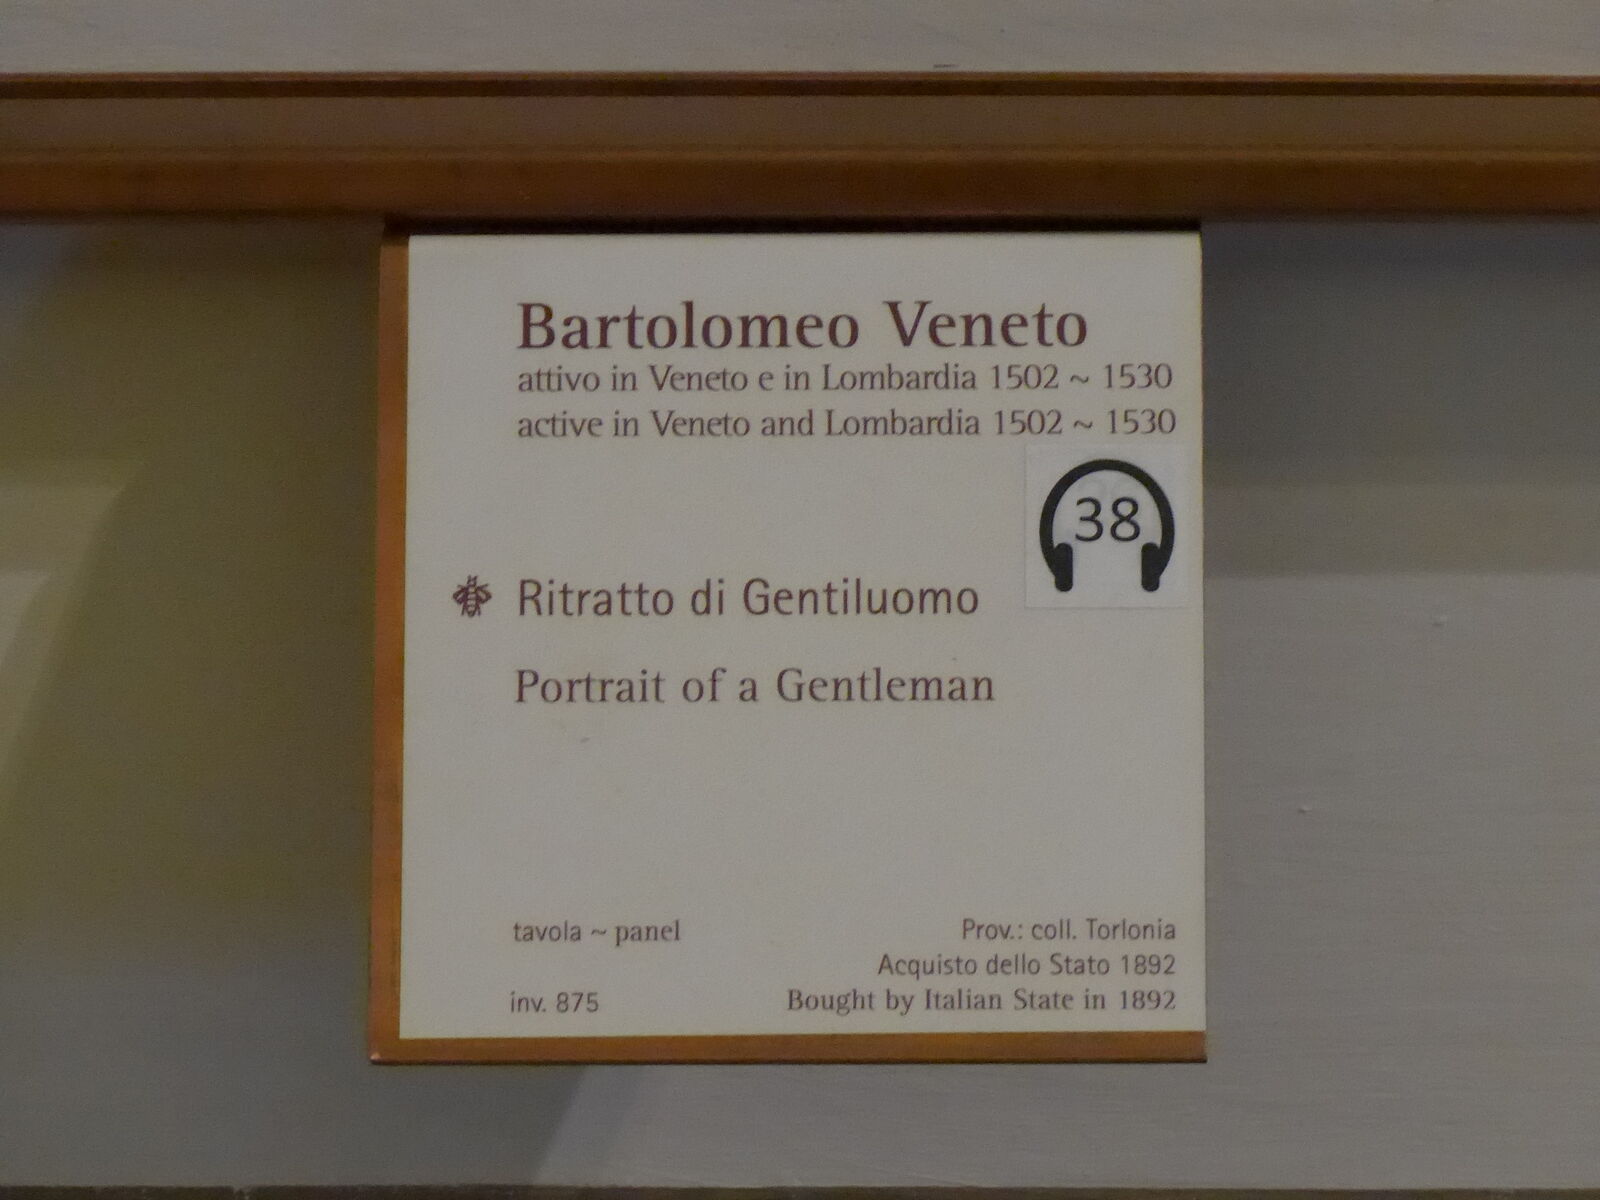 Bartolomeo Veneto
attivo in Veneto e in Lombardia 1502 ~ 1530
active in Veneto and Lombardia 1502 ~ 1530
38
Ritratto di Gentiluomo
Portrait of a Gentleman
tavola ~ panel
inv. 875
Prov.: coll. Torlonia
Acquisto dello Stato 1892
Bought by Italian State in 1892